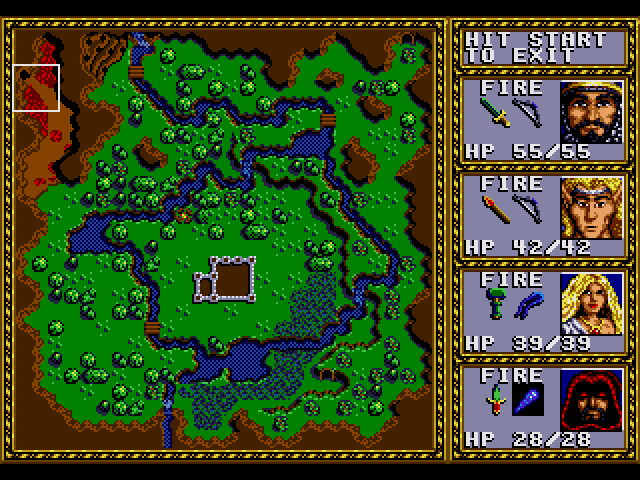 HIT START
TO EXIT
FIRE
HP 55/55
FIRE
HP 42/42
FIRE
HP 39/39
FIRE
HP 28/28